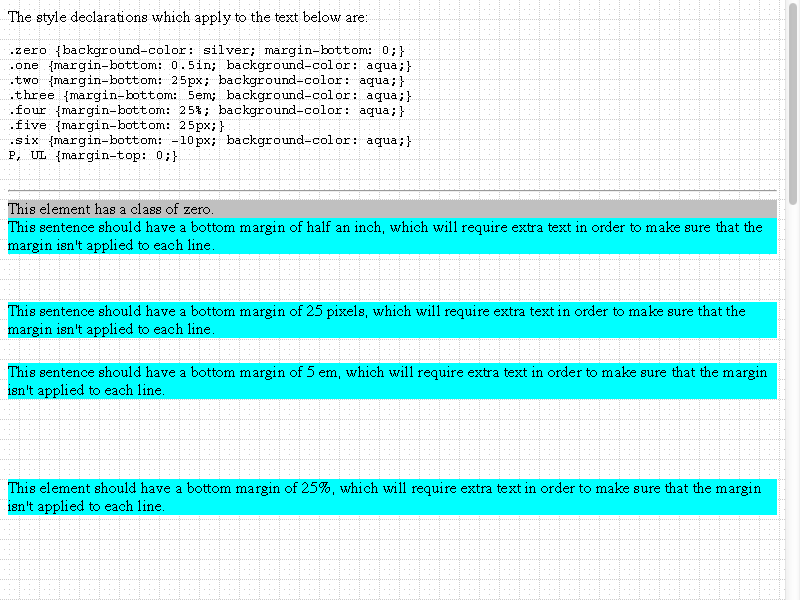 The style declarations which apply to the text below are:
.zero {background-color: silver; margin-bottom: 0;}
.one {margin-bottom: 0.5in; background-color: aqua;}
.two {margin-bottom: 25px; background-color: aqua;}
.three {margin-bottom: 5em; background-color: aqua;}
.four {margin-bottom: 25%; background-color: aqua;}
.five {margin-bottom: 25px;}
.six {margin-bottom: -10px; background-color: aqua;}
P, UL {margin-top: 0;}
This element has a class of zero.
This sentence should have a bottom margin of half an inch, which will require extra text in order to make sure that the
margin isn't applied to each line.
This sentence should have a bottom margin of 25 pixels, which will require extra text in order to make sure that the
margin isn't applied to each line.
This sentence should have a bottom margin of 5 em, which will require extra text in order to make sure that the margin
isn't applied to each line.
This element should have a bottom margin of 25%, which will require extra text in order to make sure that the margin
isn't applied to each line.